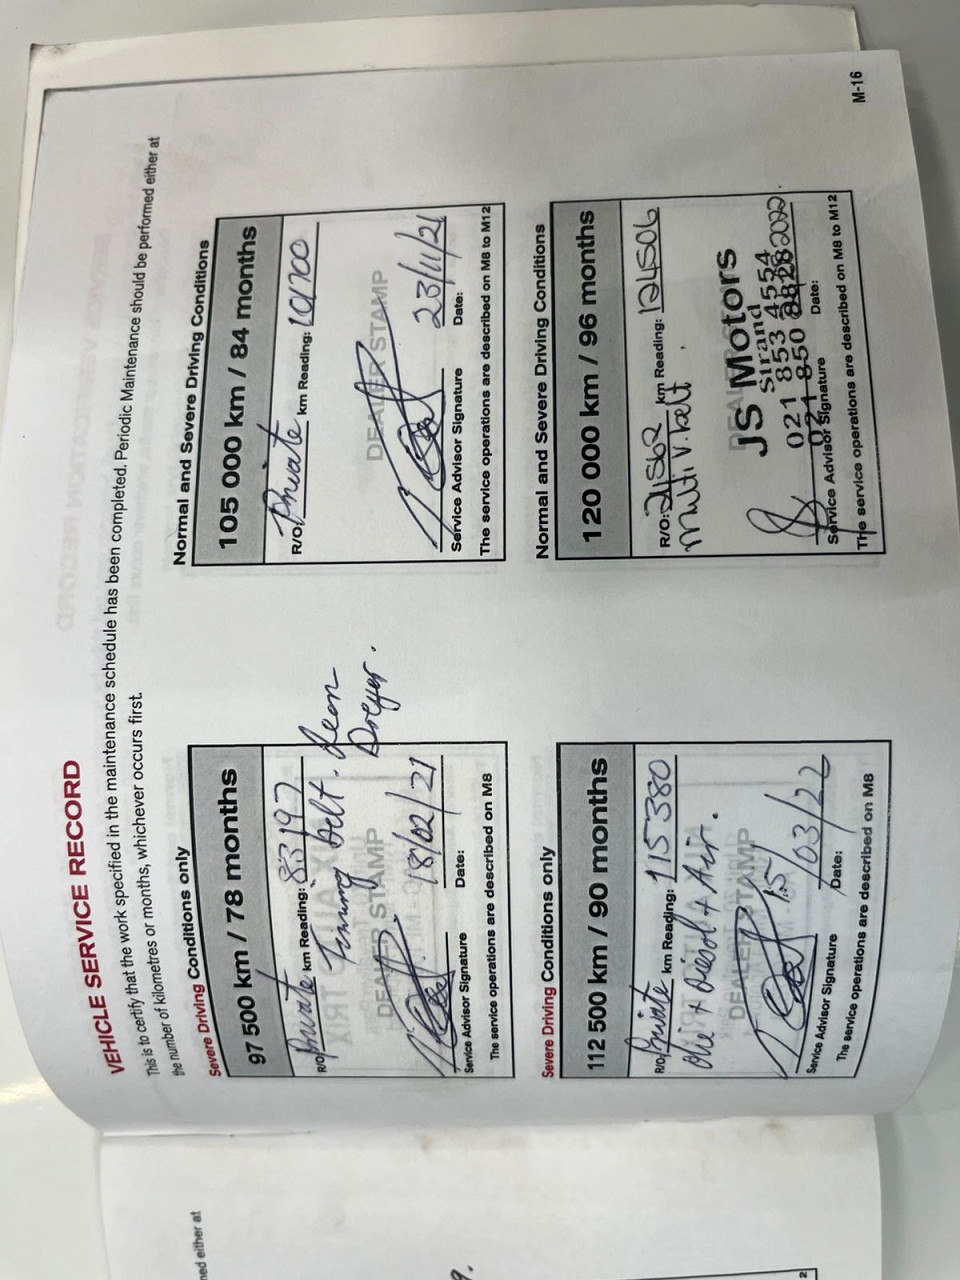 VEHICLE SERVICE RECORD
This is to certify that the work specified in the maintenance schedule has been completed. Periodic Maintenance should be performed either at
the number of kilometres or months, whichever occurs first.
Severe Driving Conditions only
97 500 km / 78 months
R/O: Private km Reading: 83197
Timing belt. Leon
Dreyer.
DEALER STAMP
18/02/21
Service Advisor Signature Date:
The service operations are described on M8
Normal and Severe Driving Conditions
105 000 km / 84 months
R/O: Private km Reading: 101700
DEALER STAMP
23/11/21
Service Advisor Signature Date:
The service operations are described on M8 to M12
Severe Driving Conditions only
112 500 km / 90 months
R/O: Private km Reading: 115380
Olie + Diesol + Air.
DEALER STAMP
15/03/22
Service Advisor Signature Date:
The service operations are described on M8
Normal and Severe Driving Conditions
120 000 km / 96 months
R/O: 21562 km Reading: 124506
Multi V. belt
JS Motors
Strand
021 853 4554
021 850
2022.
Service Advisor Signature Date:
The service operations are described on M8 to M12
M-16
ned either at